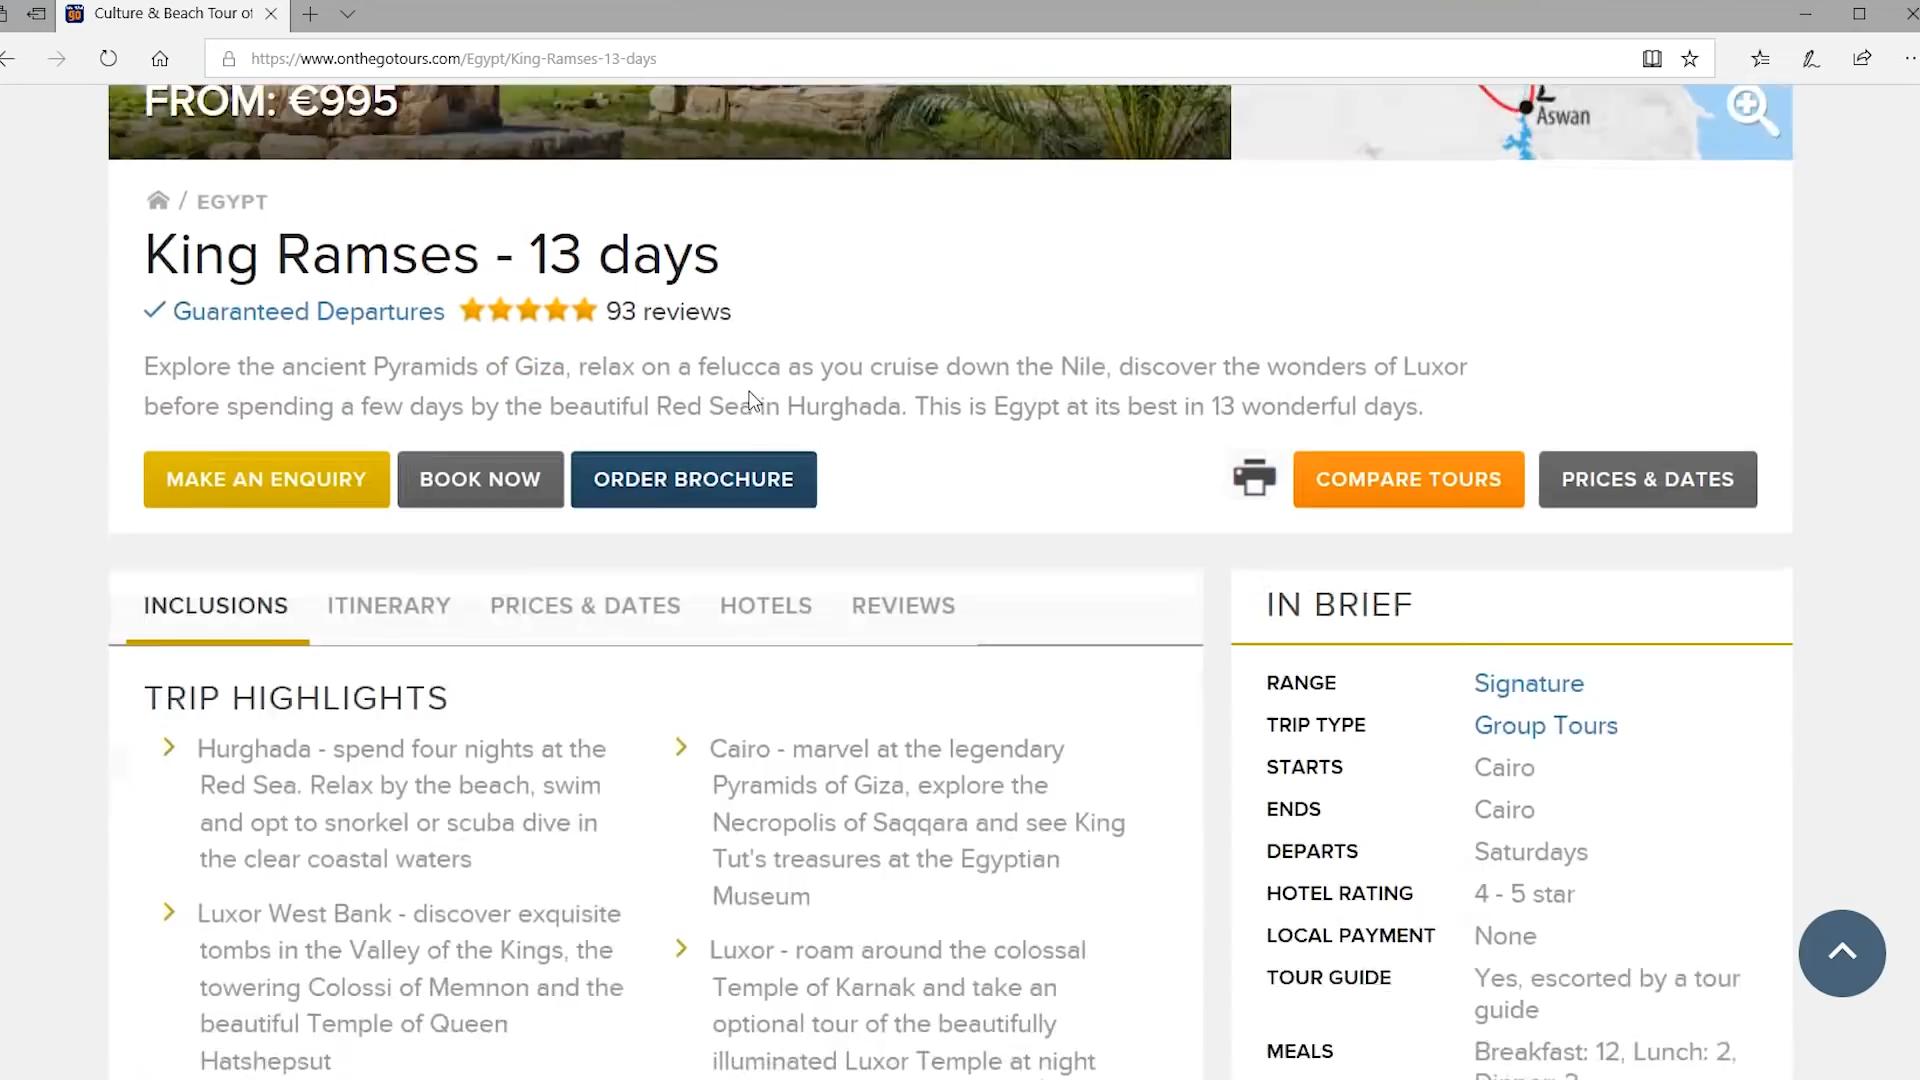 Culture & Beach Tour of
https://www.onthegotours.com/Egypt/King-Ramses-13-days
FROM: €995
Aswan
/ EGYPT
King Ramses - 13 days
Guaranteed Departures 93 reviews
Explore the ancient Pyramids of Giza, relax on a felucca as you cruise down the Nile, discover the wonders of Luxor
before spending a few days by the beautiful Red Sea in Hurghada. This is Egypt at its best in 13 wonderful days.
MAKE AN ENQUIRY BOOK NOW ORDER BROCHURE COMPARE TOURS PRICES & DATES
INCLUSIONS ITINERARY PRICES & DATES HOTELS REVIEWS
TRIP HIGHLIGHTS
Hurghada - spend four nights at the
Red Sea. Relax by the beach, swim
and opt to snorkel or scuba dive in
the clear coastal waters
Luxor West Bank - discover exquisite
tombs in the Valley of the Kings, the
towering Colossi of Memnon and the
beautiful Temple of Queen
Hatshepsut
Cairo - marvel at the legendary
Pyramids of Giza, explore the
Necropolis of Saqqara and see King
Tut's treasures at the Egyptian
Museum
Luxor - roam around the colossal
Temple of Karnak and take an
optional tour of the beautifully
illuminated Luxor Temple at night
IN BRIEF
RANGE Signature
TRIP TYPE Group Tours
STARTS Cairo
ENDS Cairo
DEPARTS Saturdays
HOTEL RATING 4 - 5 star
LOCAL PAYMENT None
TOUR GUIDE Yes, escorted by a tour
guide
MEALS Breakfast: 12, Lunch: 2,